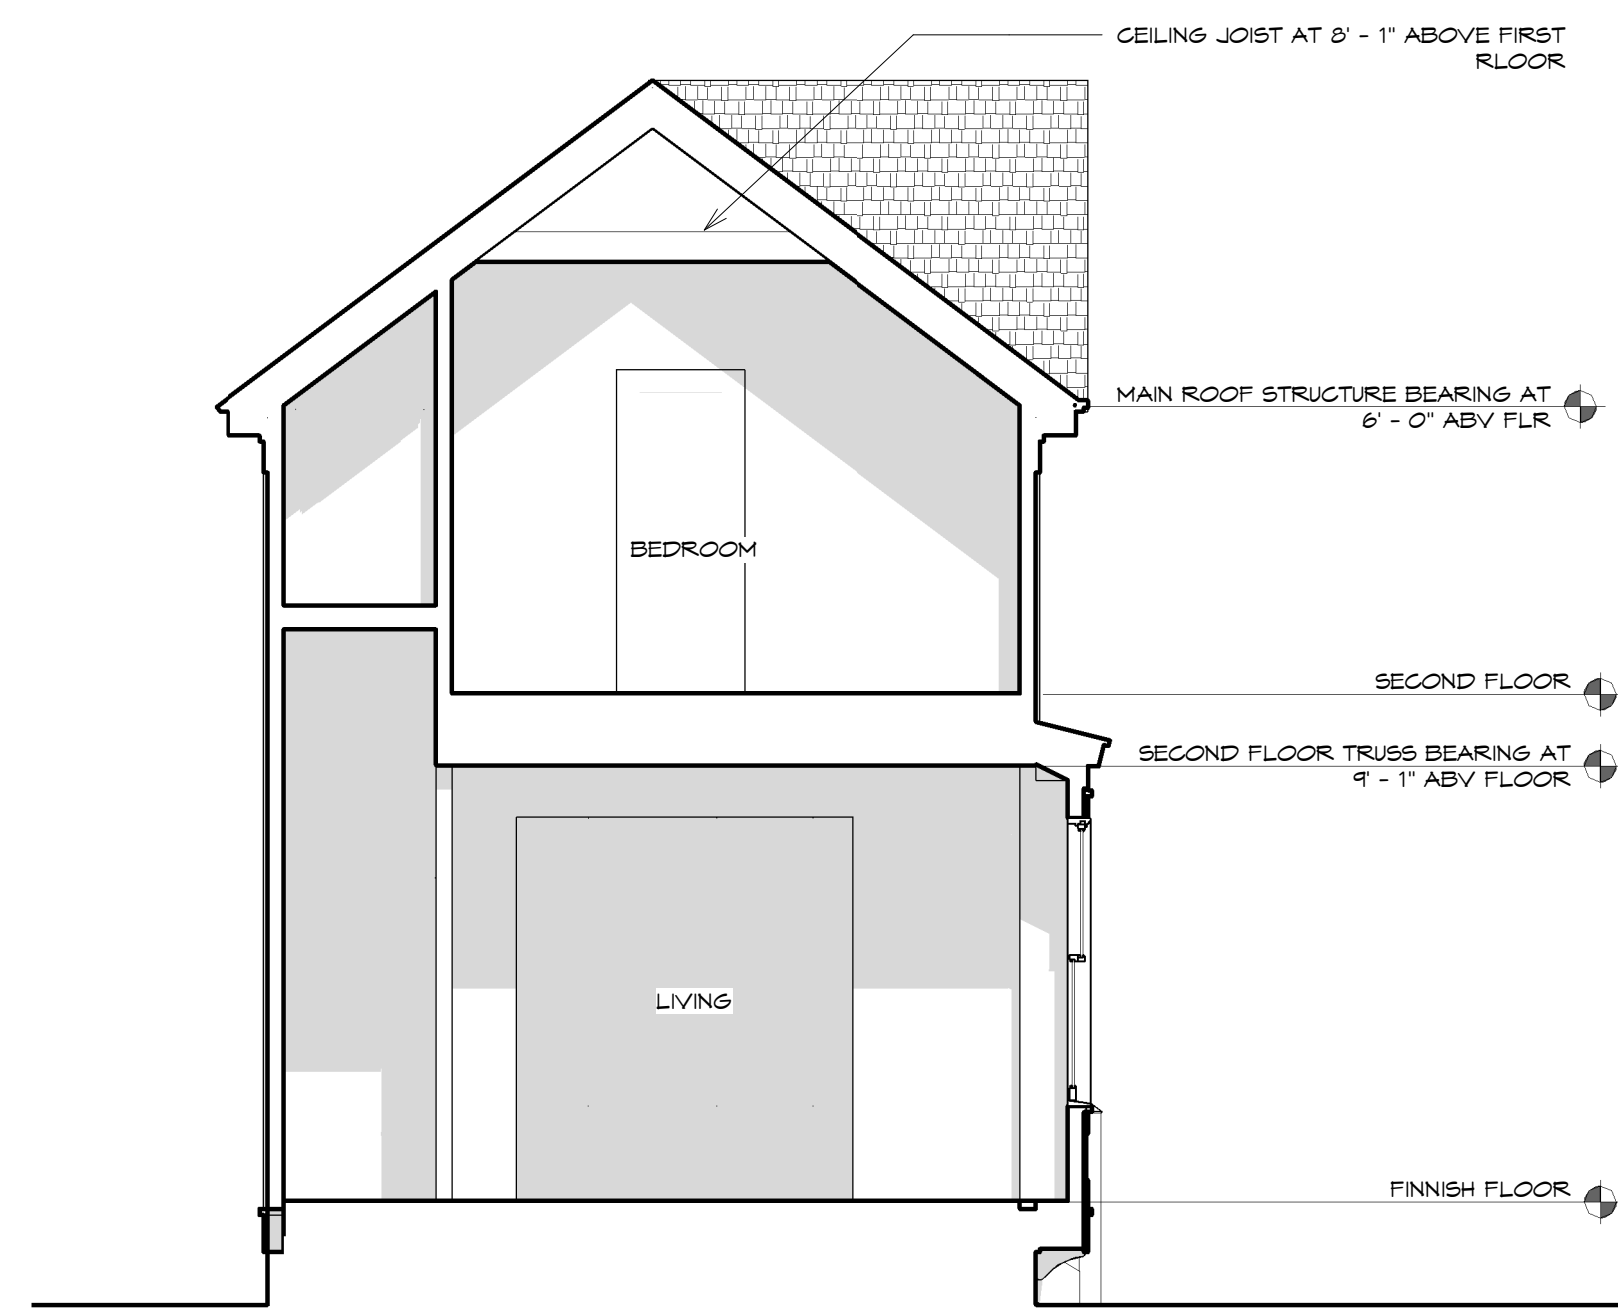 CEILING JOIST AT 8' - 1" ABOVE FIRST
RLOOR
MAIN ROOF STRUCTURE BEARING AT
6' - 0" ABV FLR
BEDROOM
SECOND FLOOR
SECOND FLOOR TRUSS BEARING AT
9' - 1" ABV FLOOR
LIVING
FINNISH FLOOR